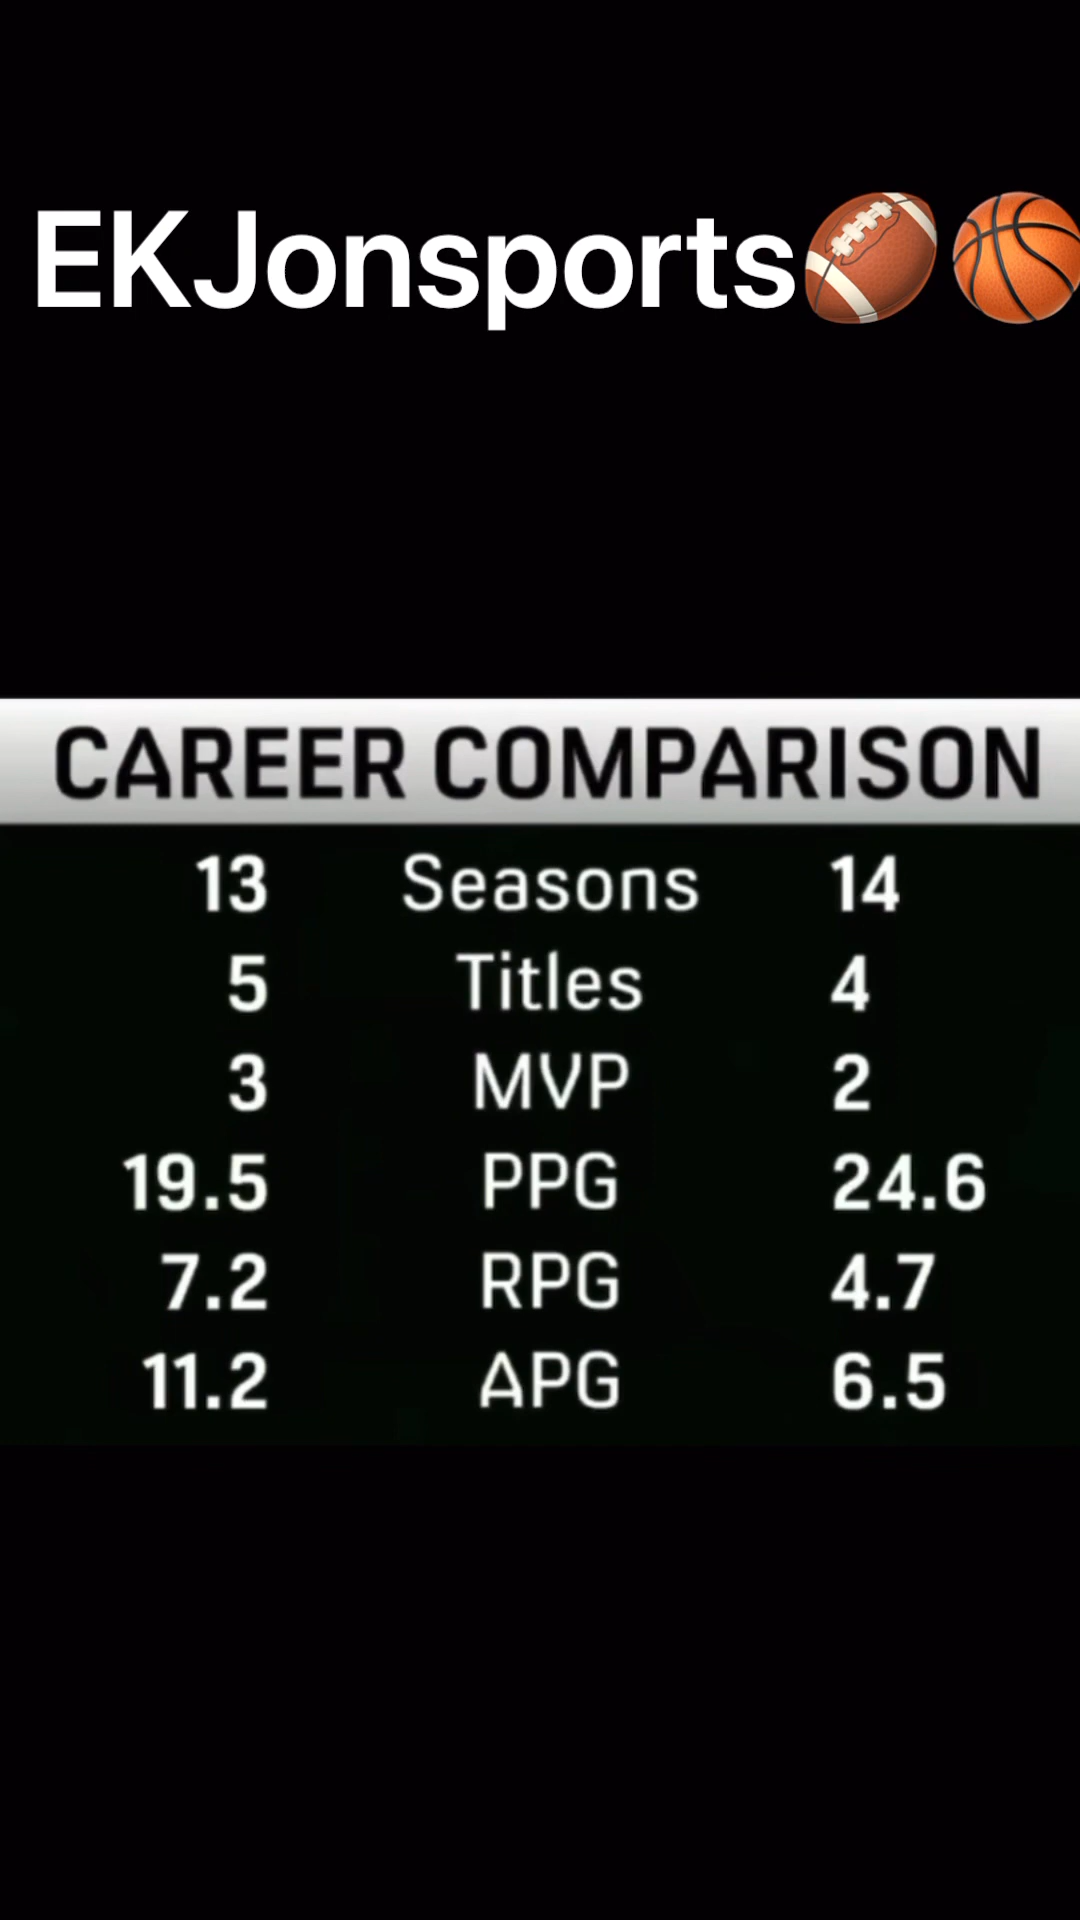 EKJonsports🏈🏀
CAREER COMPARISON
13 Seasons 14
5 Titles 4
3 MVP 2
19.5 PPG 24.6
7.2 RPG 4.7
11.2 APG 6.5